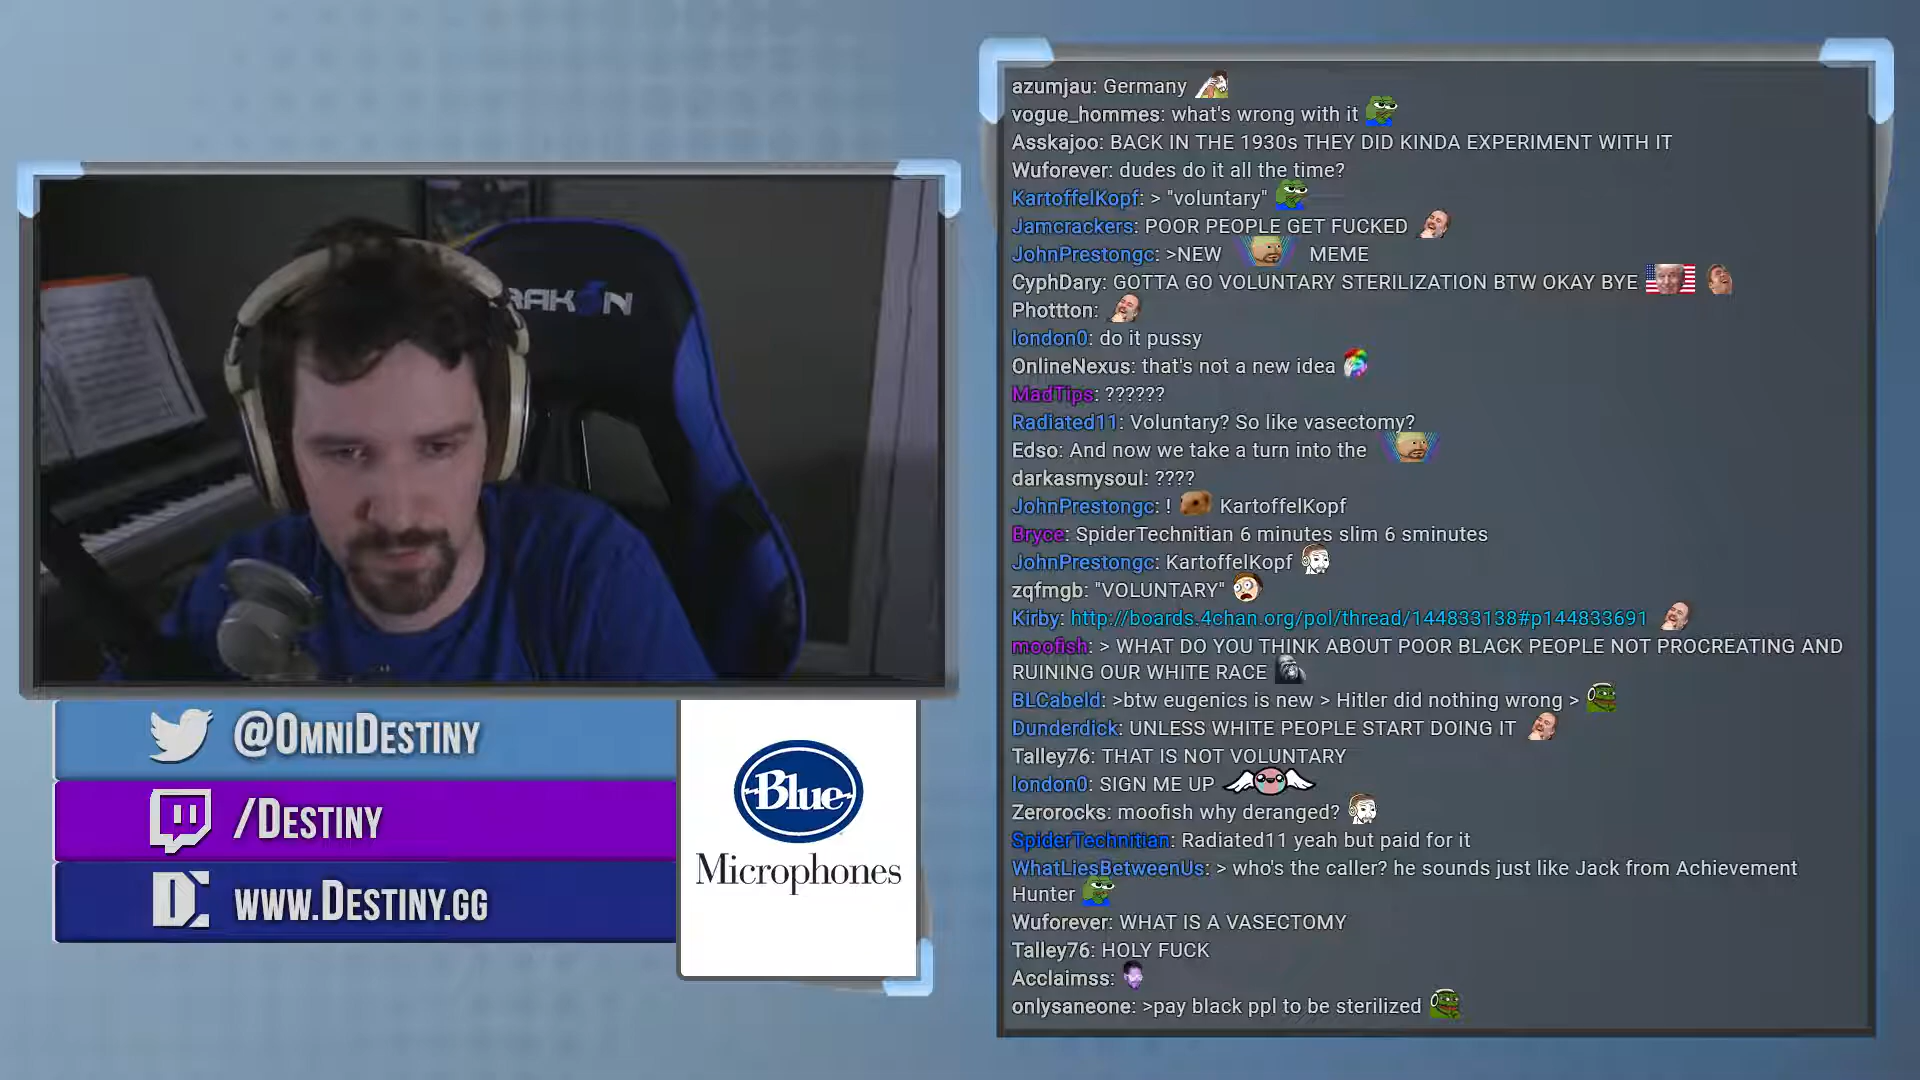 azumjau: Germany
vogue_hommes: what's wrong with it
Asskajoo: BACK IN THE 1930s THEY DID KINDA EXPERIMENT WITH IT
Wuforever: dudes do it all the time?
KartoffelKopf: > "voluntary"
Jamcrackers: POOR PEOPLE GET FUCKED
JohnPrestongc: >NEW MEME
CyphDary: GOTTA GO VOLUNTARY STERILIZATION BTW OKAY BYE
Phottton:
london0: do it pussy
OnlineNexus: that's not a new idea
MadTips: ??????
Radiated11: Voluntary? So like vasectomy?
Edso: And now we take a turn into the
darkasmysoul: ????
JohnPrestongc: ! KartoffelKopf
Bryce: SpiderTechnitian 6 minutes slim 6 sminutes
JohnPrestongc: KartoffelKopf
zqfmgb: "VOLUNTARY"
Kirby: http://boards.4chan.org/pol/thread/144833138#p144833691
moofish: > WHAT DO YOU THINK ABOUT POOR BLACK PEOPLE NOT PROCREATING AND
RUINING OUR WHITE RACE
BLCabeld: >btw eugenics is new > Hitler did nothing wrong >
Dunderdick: UNLESS WHITE PEOPLE START DOING IT
Talley76: THAT IS NOT VOLUNTARY
london0: SIGN ME UP
Zerorocks: moofish why deranged?
SpiderTechnitian: Radiated11 yeah but paid for it
WhatLiesBetweenUs: > who's the caller? he sounds just like Jack from Achievement
Hunter
Wuforever: WHAT IS A VASECTOMY
Talley76: HOLY FUCK
Acclaimss:
onlysaneone: >pay black ppl to be sterilized
@OmniDestiny
/Destiny
www.Destiny.gg
Blue
Microphones